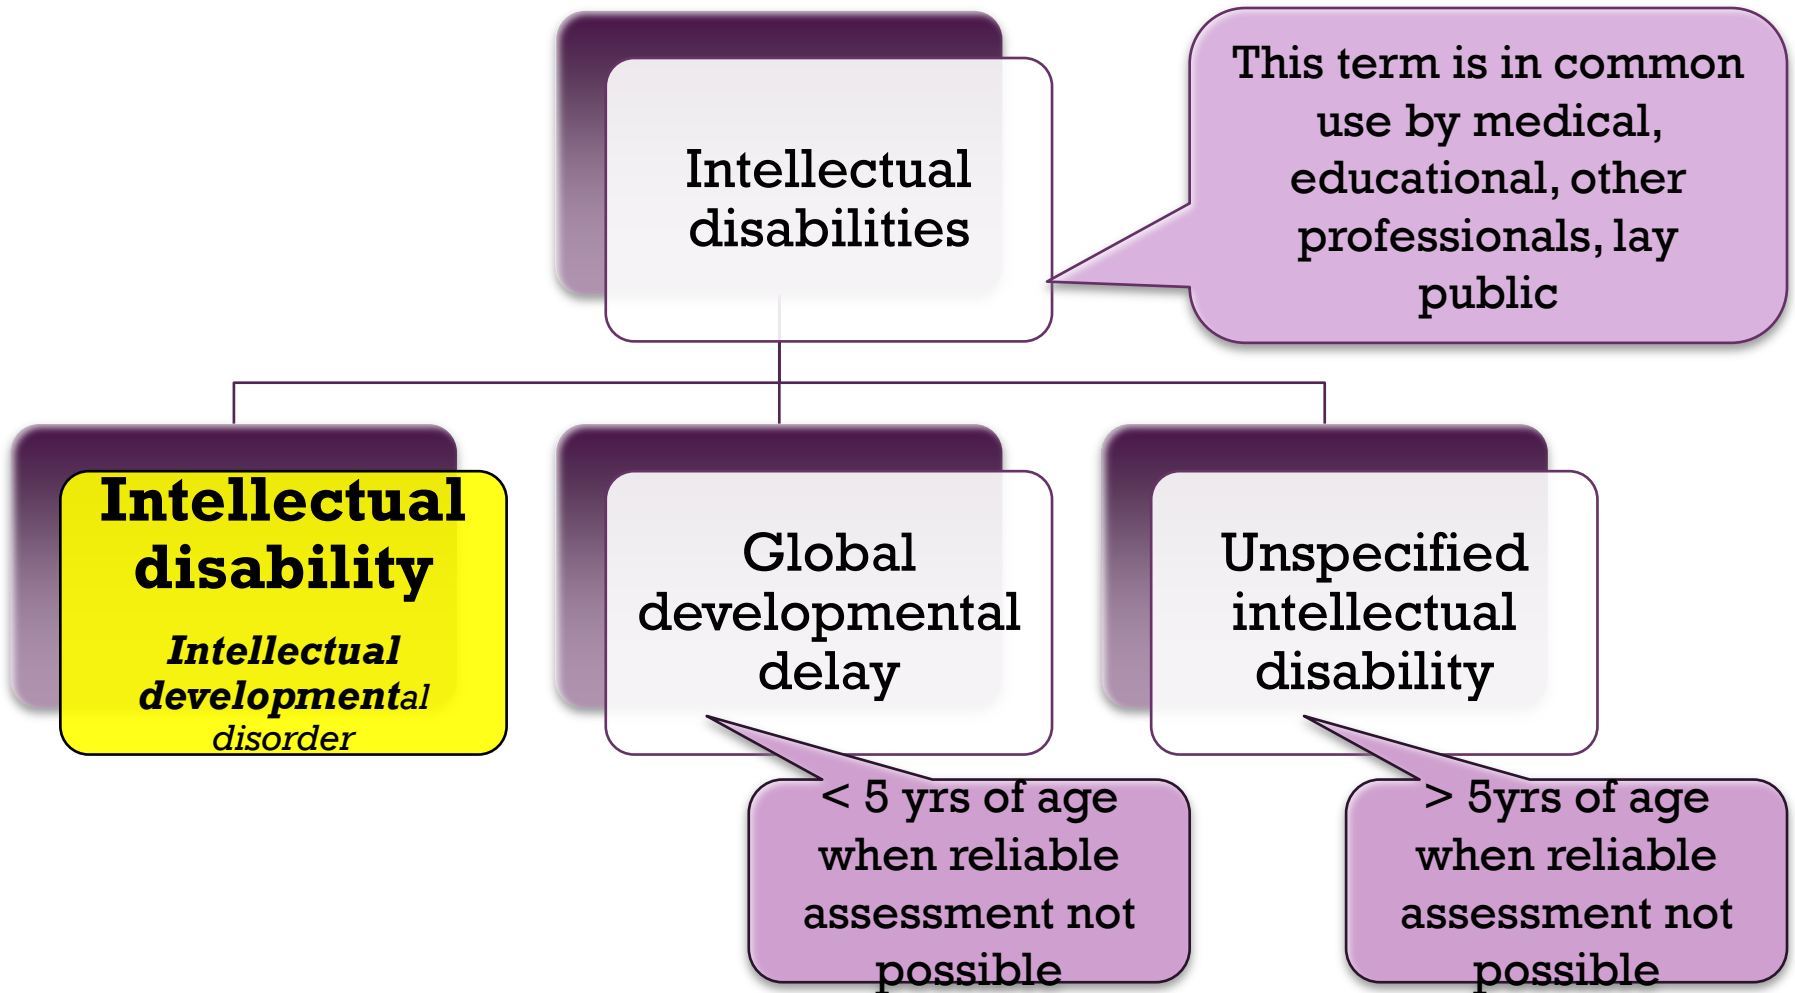 Intellectual
disabilities
This term is in common
use by medical,
educational, other
professionals, lay
public
Intellectual
disability
Intellectual
developmental
disorder
Global
developmental
delay
Unspecified
intellectual
disability
< 5 yrs of age
when reliable
assessment not
possible
> 5yrs of age
when reliable
assessment not
possible